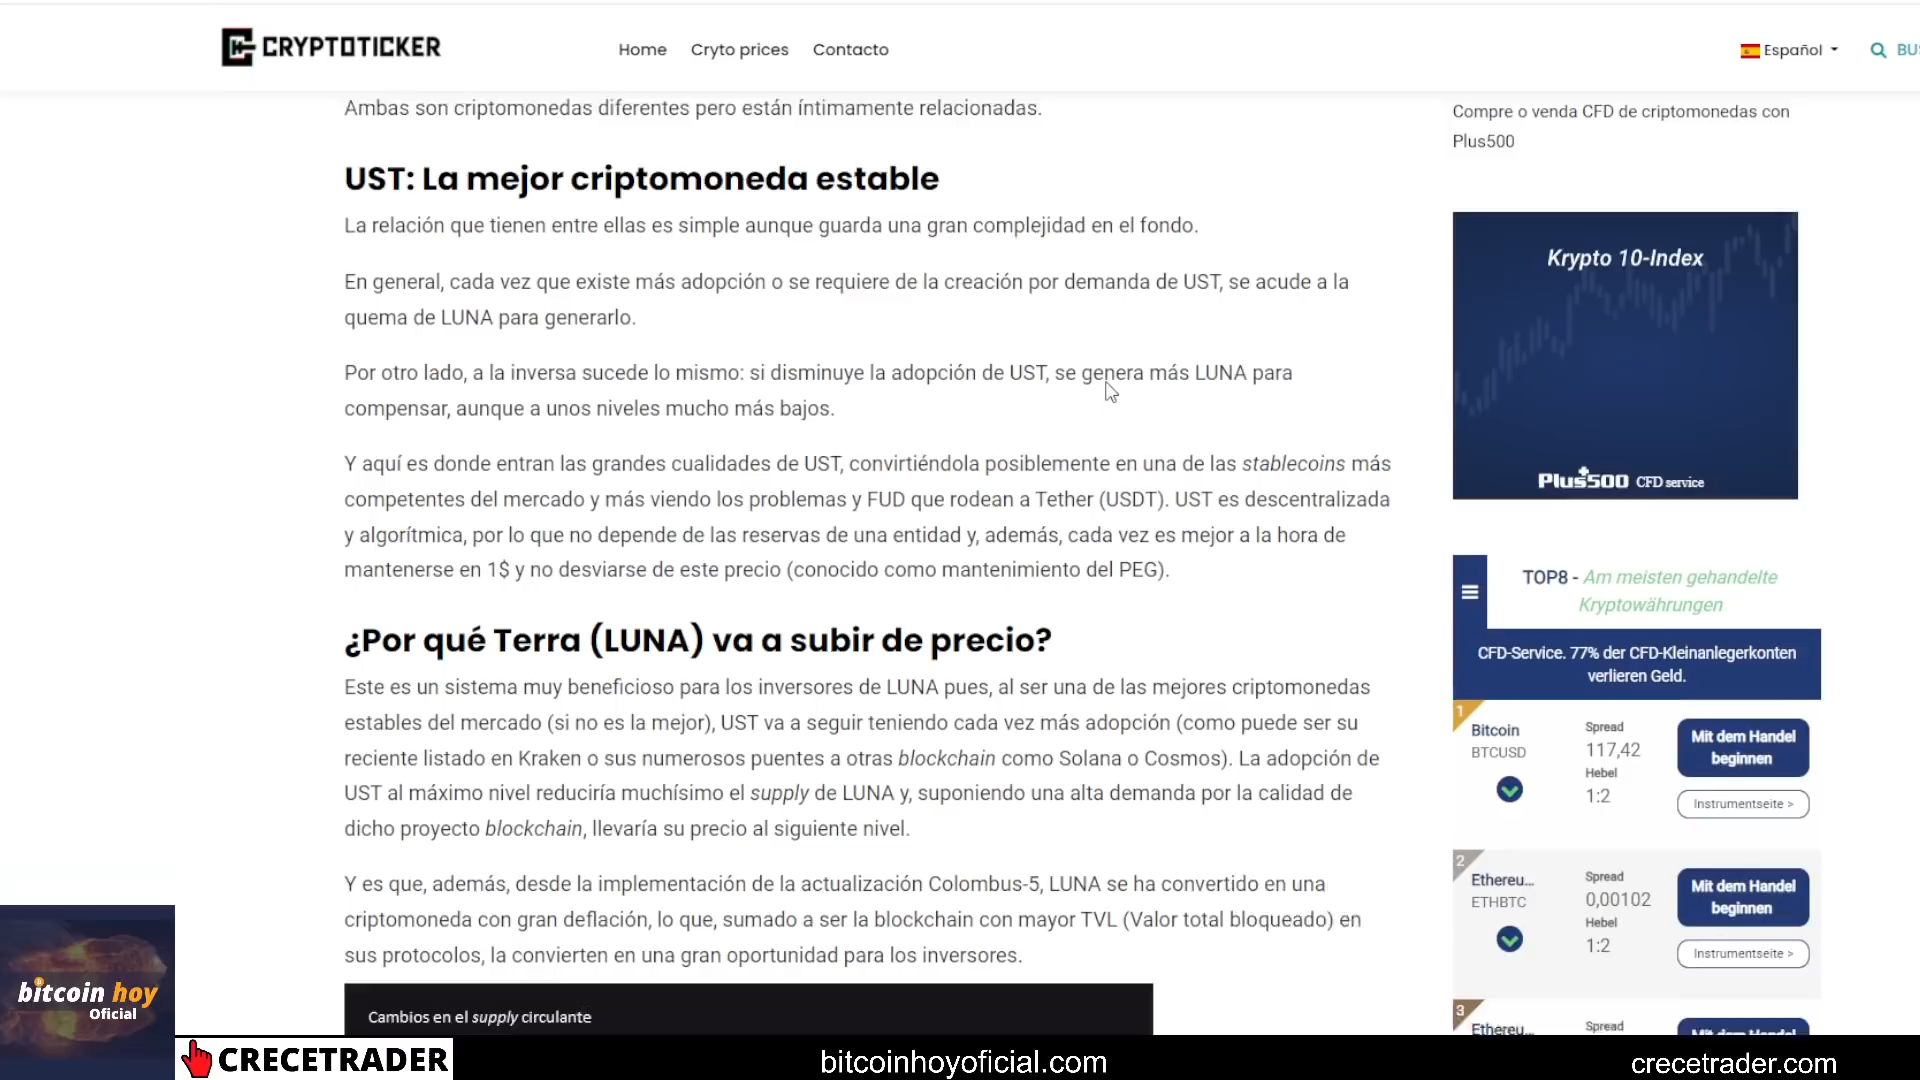 CRYPTOTICKER
Home Cryto prices Contacto
Español
BUS
Ambas son criptomonedas diferentes pero están íntimamente relacionadas.
UST: La mejor criptomoneda estable
La relación que tienen entre ellas es simple aunque guarda una gran complejidad en el fondo.
En general, cada vez que existe más adopción o se requiere de la creación por demanda de UST, se acude a la
quema de LUNA para generarlo.
Por otro lado, a la inversa sucede lo mismo: si disminuye la adopción de UST, se genera más LUNA para
compensar, aunque a unos niveles mucho más bajos.
Y aquí es donde entran las grandes cualidades de UST, convirtiéndola posiblemente en una de las stablecoins más
competentes del mercado y más viendo los problemas y FUD que rodean a Tether (USDT). UST es descentralizada
y algorítmica, por lo que no depende de las reservas de una entidad y, además, cada vez es mejor a la hora de
mantenerse en 1$ y no desviarse de este precio (conocido como mantenimiento del PEG).
¿Por qué Terra (LUNA) va a subir de precio?
Este es un sistema muy beneficioso para los inversores de LUNA pues, al ser una de las mejores criptomonedas
estables del mercado (si no es la mejor), UST va a seguir teniendo cada vez más adopción (como puede ser su
reciente listado en Kraken o sus numerosos puentes a otras blockchain como Solana o Cosmos). La adopción de
UST al máximo nivel reduciría muchísimo el supply de LUNA y, suponiendo una alta demanda por la calidad de
dicho proyecto blockchain, llevaría su precio al siguiente nivel.
Y es que, además, desde la implementación de la actualización Colombus-5, LUNA se ha convertido en una
criptomoneda con gran deflación, lo que, sumado a ser la blockchain con mayor TVL (Valor total bloqueado) en
sus protocolos, la convierten en una gran oportunidad para los inversores.
Cambios en el supply circulante
Compre o venda CFD de criptomonedas con
Plus500
Krypto 10-Index
Plus500 CFD service
TOP8 - Am meisten gehandelte
Kryptowährungen
CFD-Service. 77% der CFD-Kleinanlegerkonten
verlieren Geld.
1
Bitcoin
BTCUSD
Spread
117,42
Hebel
1:2
Mit dem Handel
beginnen
Instrumentseite >
2
Ethereu...
ETHBTC
Spread
0,00102
Hebel
1:2
Mit dem Handel
beginnen
Instrumentseite >
3
Ethereu...
Spread
Mit dem Handel
bitcoin hoy
Oficial
CRECETRADER
bitcoinhoyoficial.com
crecetrader.com